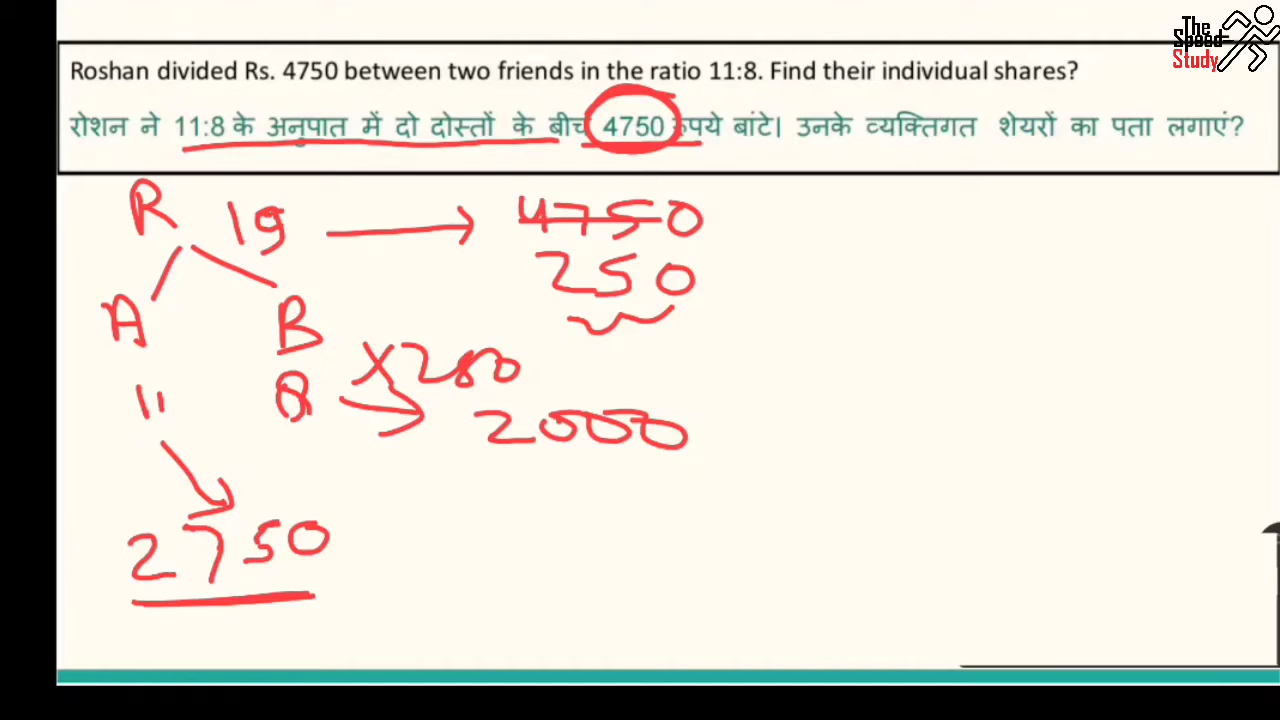 The
Speed
Study
Roshan divided Rs. 4750 between two friends in the ratio 11:8. Find their individual shares?
रोशन ने 11:8 के अनुपात में दो दोस्तों के बीच 4750 रुपये बांटे। उनके व्यक्तिगत शेयरों का पता लगाएं?
R 19 → 4750
250
A B
×250
11 8 → 2000
2750